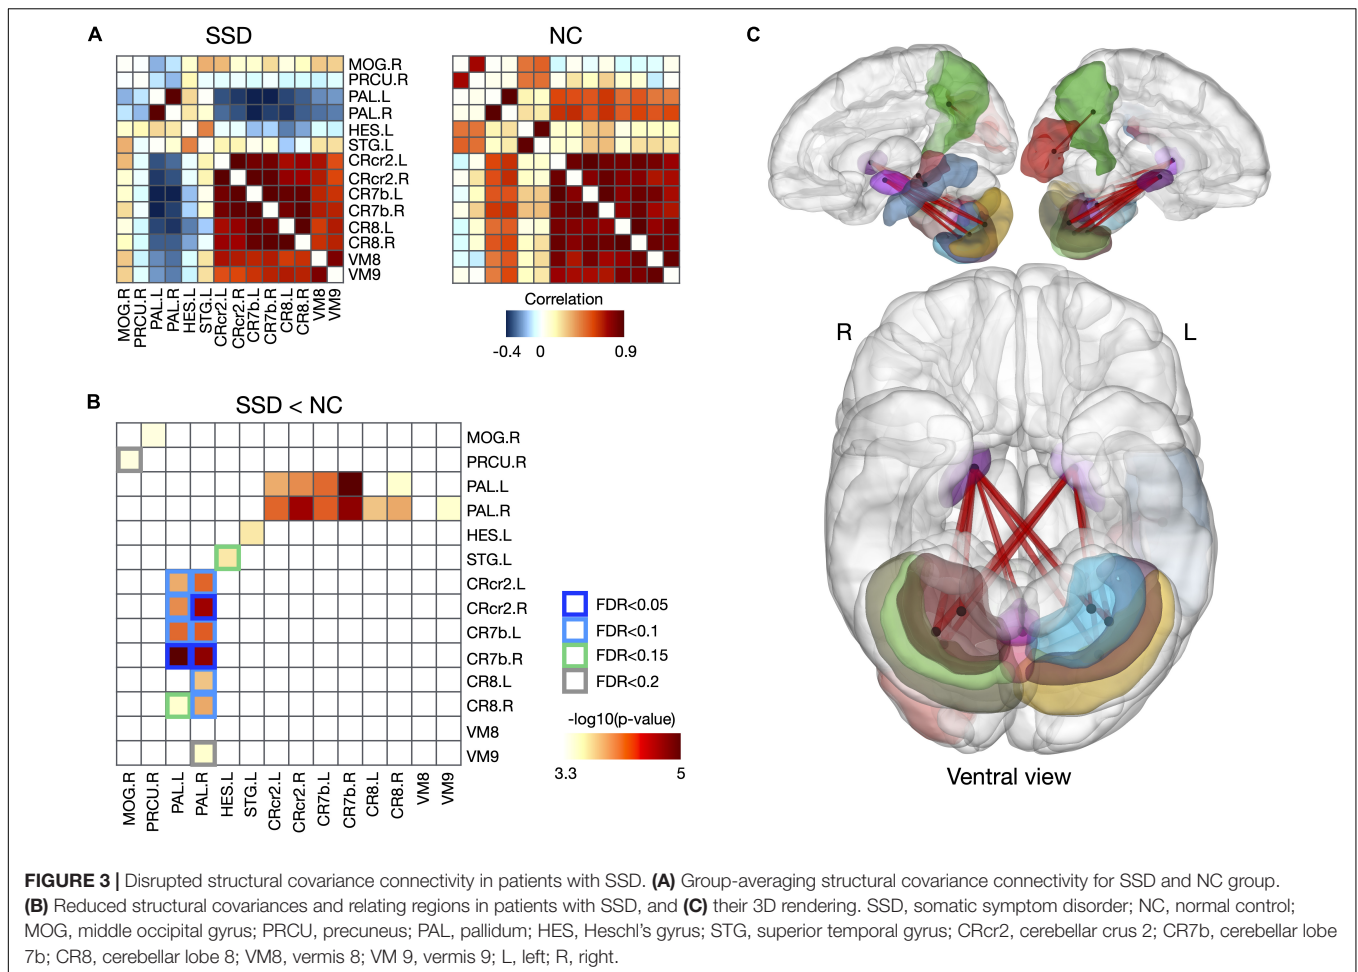 A
SSD
NC
C
MOG.R
PRCU.R
PAL.L
PAL.R
HES.L
STG.L
CRcr2.L
CRcr2.R
CR7b.L
CR7b.R
CR8.L
CR8.R
VM8
VM9
MOG.R
PRCU.R
PAL.L
PAL.R
HES.L
STG.L
CRcr2.L
CRcr2.R
CR7b.L
CR7b.R
CR8.L
CR8.R
VM8
VM9
Correlation
-0.4 0 0.9
R
L
B
SSD < NC
MOG.R
PRCU.R
PAL.L
PAL.R
HES.L
STG.L
CRcr2.L
CRcr2.R
CR7b.L
CR7b.R
CR8.L
CR8.R
VM8
VM9
MOG.R
PRCU.R
PAL.L
PAL.R
HES.L
STG.L
CRcr2.L
CRcr2.R
CR7b.L
CR7b.R
CR8.L
CR8.R
VM8
VM9
FDR<0.05
FDR<0.1
FDR<0.15
FDR<0.2
-log10(p-value)
3.3 5
Ventral view
FIGURE 3 | Disrupted structural covariance connectivity in patients with SSD. (A) Group-averaging structural covariance connectivity for SSD and NC group.
(B) Reduced structural covariances and relating regions in patients with SSD, and (C) their 3D rendering. SSD, somatic symptom disorder; NC, normal control;
MOG, middle occipital gyrus; PRCU, precuneus; PAL, pallidum; HES, Heschl's gyrus; STG, superior temporal gyrus; CRcr2, cerebellar crus 2; CR7b, cerebellar lobe
7b; CR8, cerebellar lobe 8; VM8, vermis 8; VM 9, vermis 9; L, left; R, right.